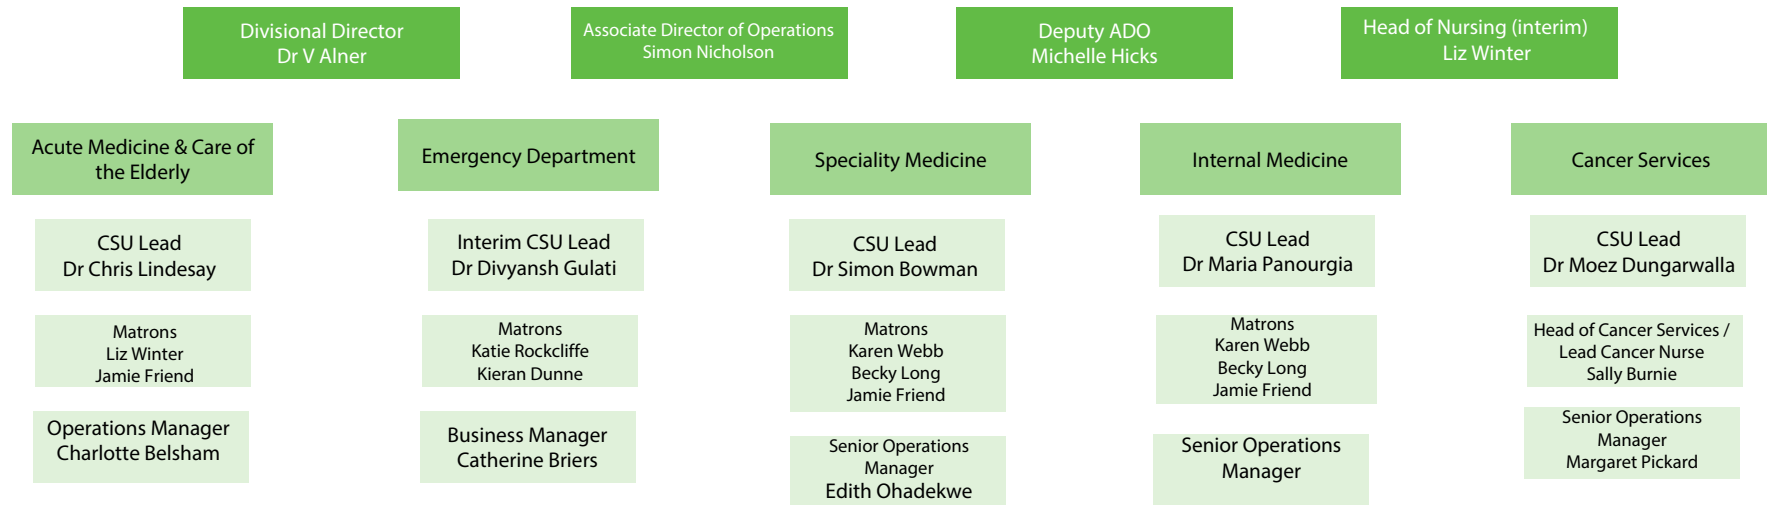 Divisional Director
Dr V Alner
Associate Director of Operations
Simon Nicholson
Deputy ADO
Michelle Hicks
Head of Nursing (interim)
Liz Winter
Acute Medicine & Care of
the Elderly
Emergency Department
Speciality Medicine
Internal Medicine
Cancer Services
CSU Lead
Dr Chris Lindesay
Interim CSU Lead
Dr Divyansh Gulati
CSU Lead
Dr Simon Bowman
CSU Lead
Dr Maria Panourgia
CSU Lead
Dr Moez Dungarwalla
Matrons
Liz Winter
Jamie Friend
Matrons
Katie Rockcliffe
Kieran Dunne
Matrons
Karen Webb
Becky Long
Jamie Friend
Matrons
Karen Webb
Becky Long
Jamie Friend
Head of Cancer Services /
Lead Cancer Nurse
Sally Burnie
Operations Manager
Charlotte Belsham
Business Manager
Catherine Briers
Senior Operations
Manager
Edith Ohadekwe
Senior Operations
Manager
Senior Operations
Manager
Margaret Pickard